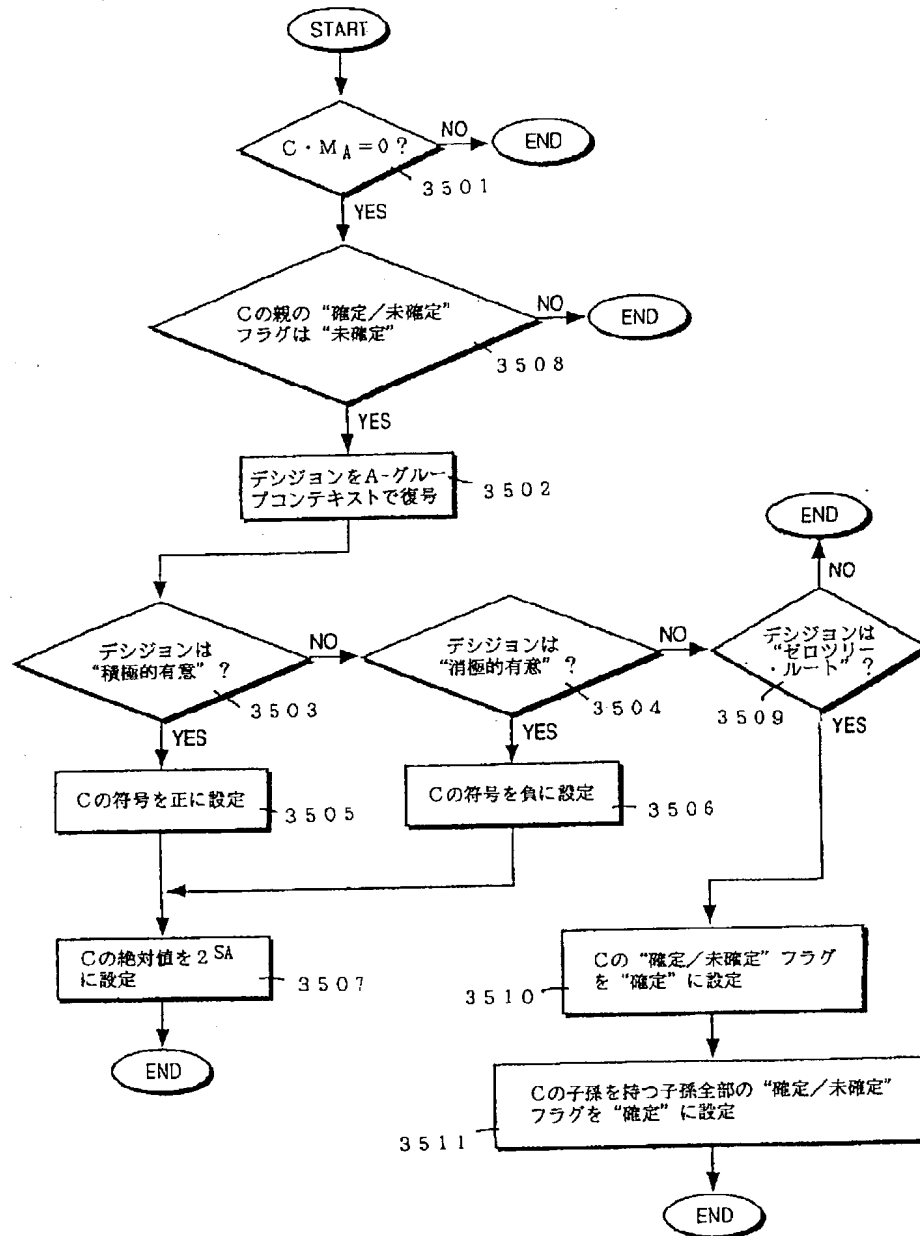 START
C・M A =0?
NO
END
3501
YES
Cの親の“確定/未確定”
フラグは“未確定”
NO
END
3508
YES
デシジョンをA-グルー
プコンテキストで復号
3502
END
NO
デシジョンは
“積極的有意”?
NO
デシジョンは
“消極的有意”?
NO
デシジョンは
“ゼロツリー
・ルート”?
3503
3504
3509
YES
YES
YES
Cの符号を正に設定
3505
Cの符号を負に設定
3506
Cの絶対値を2 SA
に設定
3507
Cの“確定/未確定”フラグ
を“確定”に設定
3510
END
Cの子孫を持つ子孫全部の“確定/未確定”
フラグを“確定”に設定
3511
END